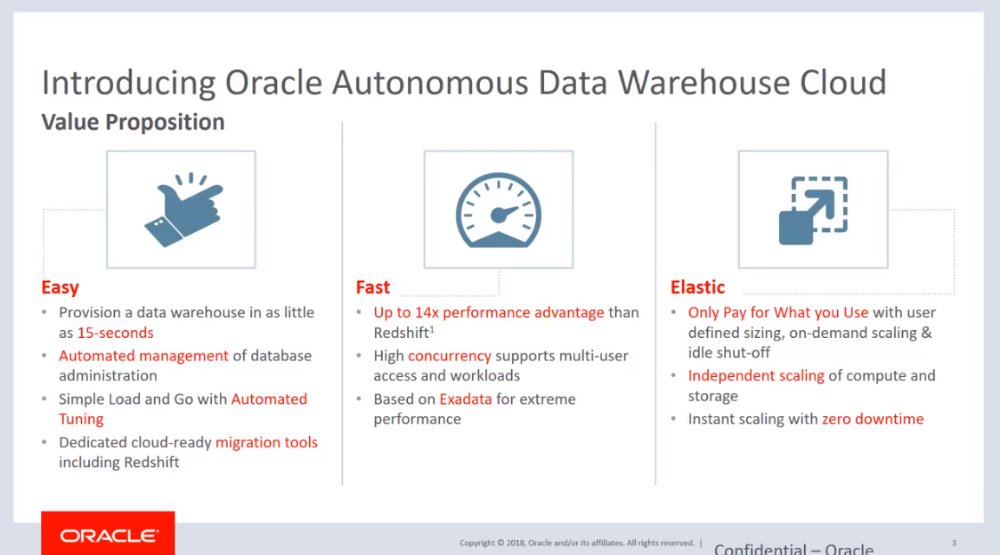 Introducing Oracle Autonomous Data Warehouse Cloud
Value Proposition
Easy
• Provision a data warehouse in as little
as 15-seconds
• Automated management of database
administration
• Simple Load and Go with Automated
Tuning
• Dedicated cloud-ready migration tools
including Redshift
Fast
• Up to 14x performance advantage than
Redshift¹
• High concurrency supports multi-user
access and workloads
• Based on Exadata for extreme
performance
Elastic
• Only Pay for What you Use with user
defined sizing, on-demand scaling &
idle shut-off
• Independent scaling of compute and
storage
• Instant scaling with zero downtime
ORACLE®
Copyright © 2018, Oracle and/or its affiliates. All rights reserved. |
Confidential – Oracle
3